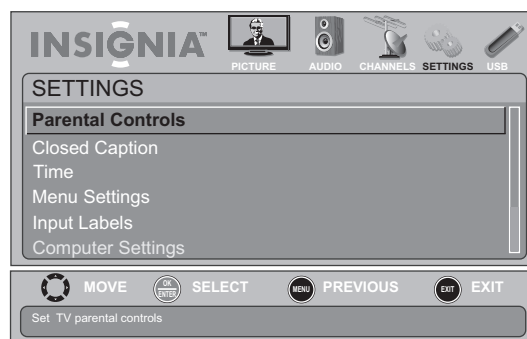 INSIGNIA™
PICTURE AUDIO CHANNELS SETTINGS USB
SETTINGS
Parental Controls
Closed Caption
Time
Menu Settings
Input Labels
Computer Settings
MOVE OK ENTER SELECT MENU PREVIOUS EXIT EXIT
Set TV parental controls